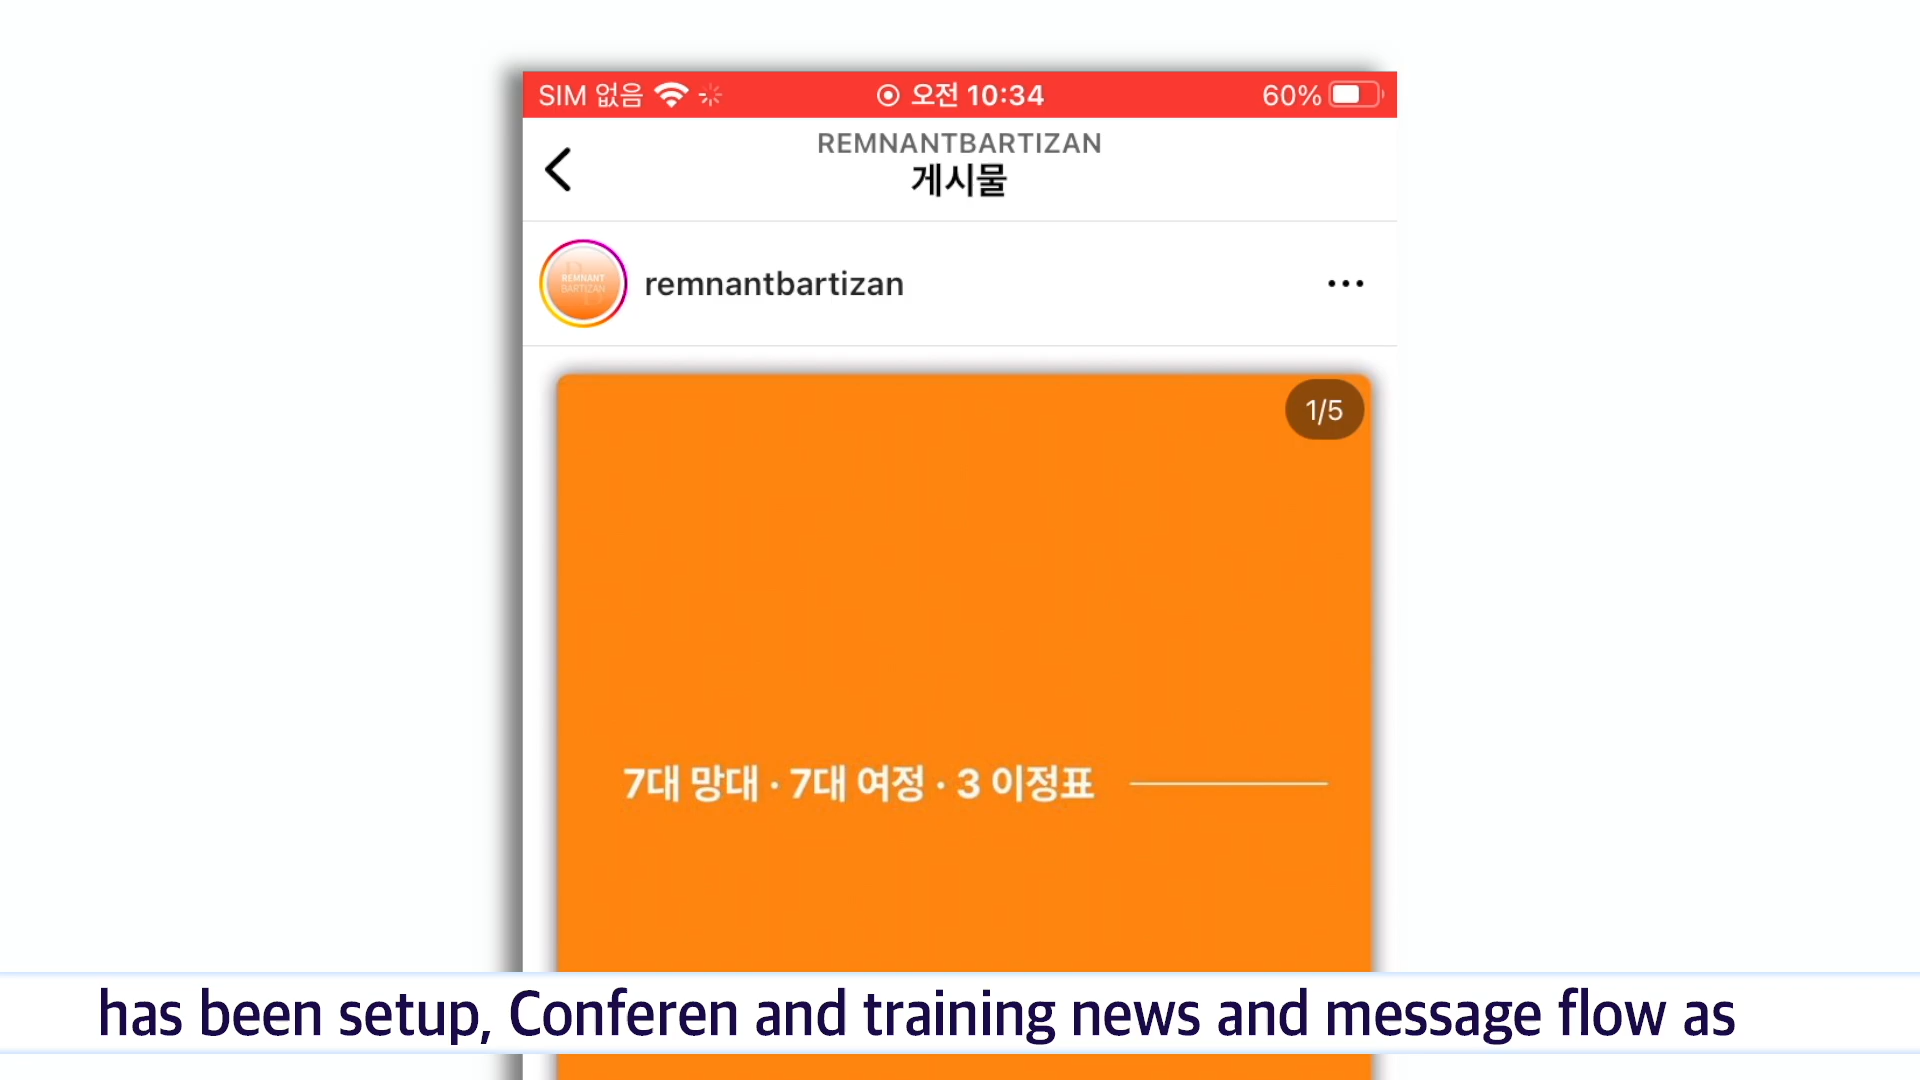 SIM 없음
오전 10:34
60%
REMNANTBARTIZAN
게시물
REMNANT
BARTIZAN
remnantbartizan
1/5
7대 망대 · 7대 여정 · 3 이정표
has been setup, Conferen and training news and message flow as